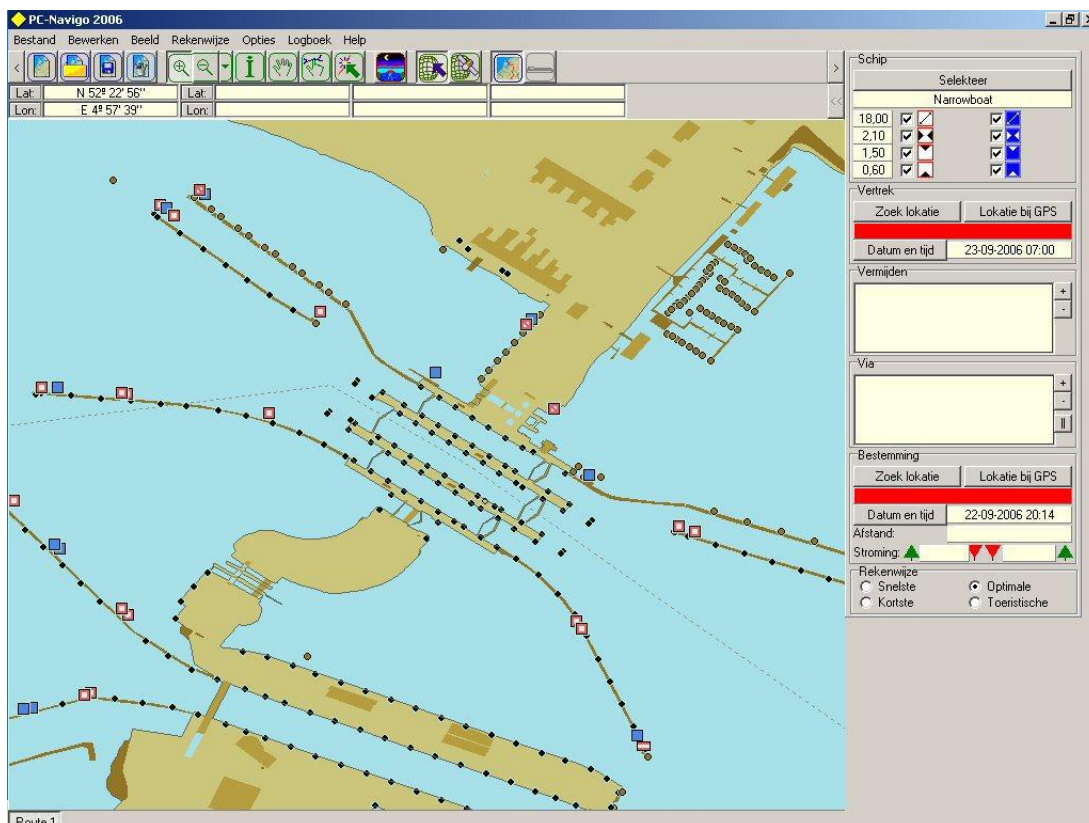 PC-Navigo 2006
Bestand Bewerken Beeld Rekenwijze Opties Logboek Help
Lat: N 52º 22' 56'' Lat:
Lon: E 4º 57' 39'' Lon:
Schip
Selekteer
Narrowboat
18,00
2,10
1,50
0,60
Vertrek
Zoek lokatie Lokatie bij GPS
Datum en tijd 23-09-2006 07:00
Vermijden
+
-
Via
+
-
||
Bestemming
Zoek lokatie Lokatie bij GPS
Datum en tijd 22-09-2006 20:14
Afstand:
Stroming:
Rekenwijze
Snelste Optimale
Kortste Toeristische
Route 1